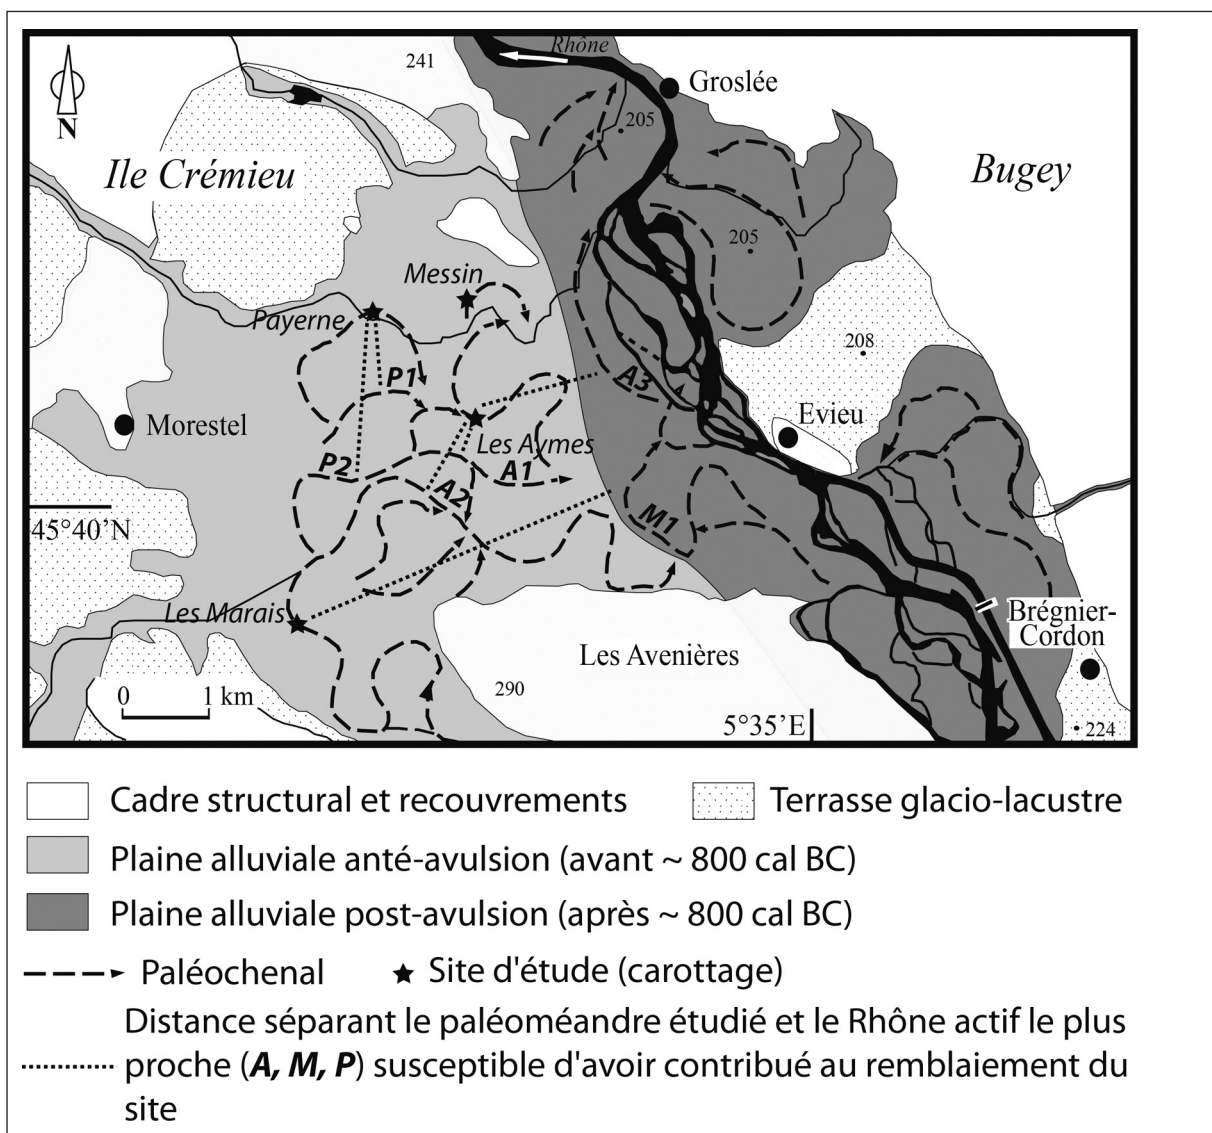 Rhône
241
Groslée
N
205
Ile Crémieu
Bugey
205
Messin
Payerne
208
P1
A3
Morestel
Evieu
Les Aymes
P2
A1
A2
M1
45°40’N
Les Marais
Brégnier-
Cordon
Les Avenières
0 1 km
290
5°35’E
224
Cadre structural et recouvrements
Terrasse glacio-lacustre
Plaine alluviale anté-avulsion (avant ~ 800 cal BC)
Plaine alluviale post-avulsion (après ~ 800 cal BC)
Paléochenal
Site d'étude (carottage)
Distance séparant le paléoméandre étudié et le Rhône actif le plus
proche (A, M, P) susceptible d'avoir contribué au remblaiement du
site